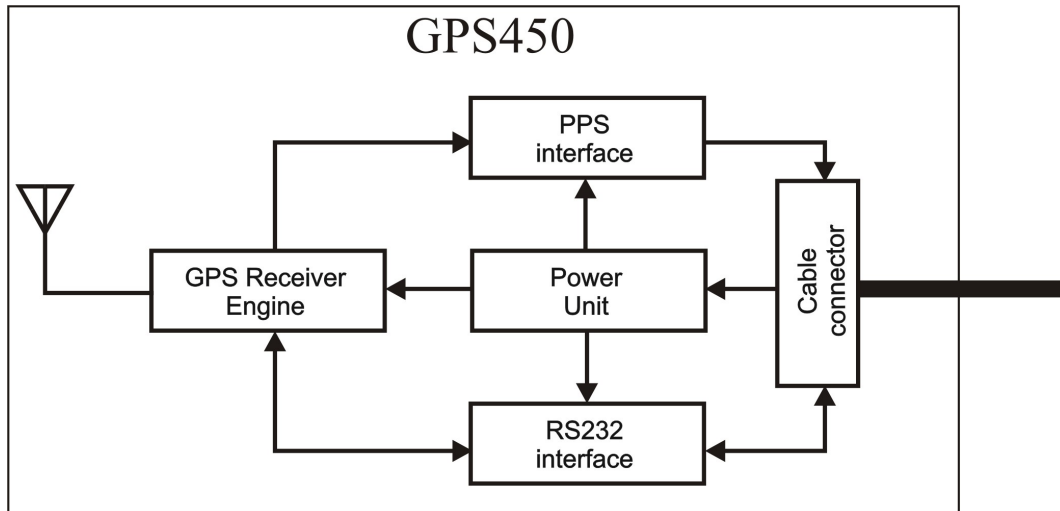 GPS450
PPS
interface
GPS Receiver
Engine
Power
Unit
Cable
connector
RS232
interface